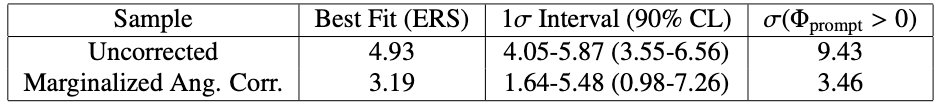 Sample Best Fit (ERS) 1σ Interval (90% CL) σ(Φprompt > 0)
Uncorrected 4.93 4.05-5.87 (3.55-6.56) 9.43
Marginalized Ang. Corr. 3.19 1.64-5.48 (0.98-7.26) 3.46